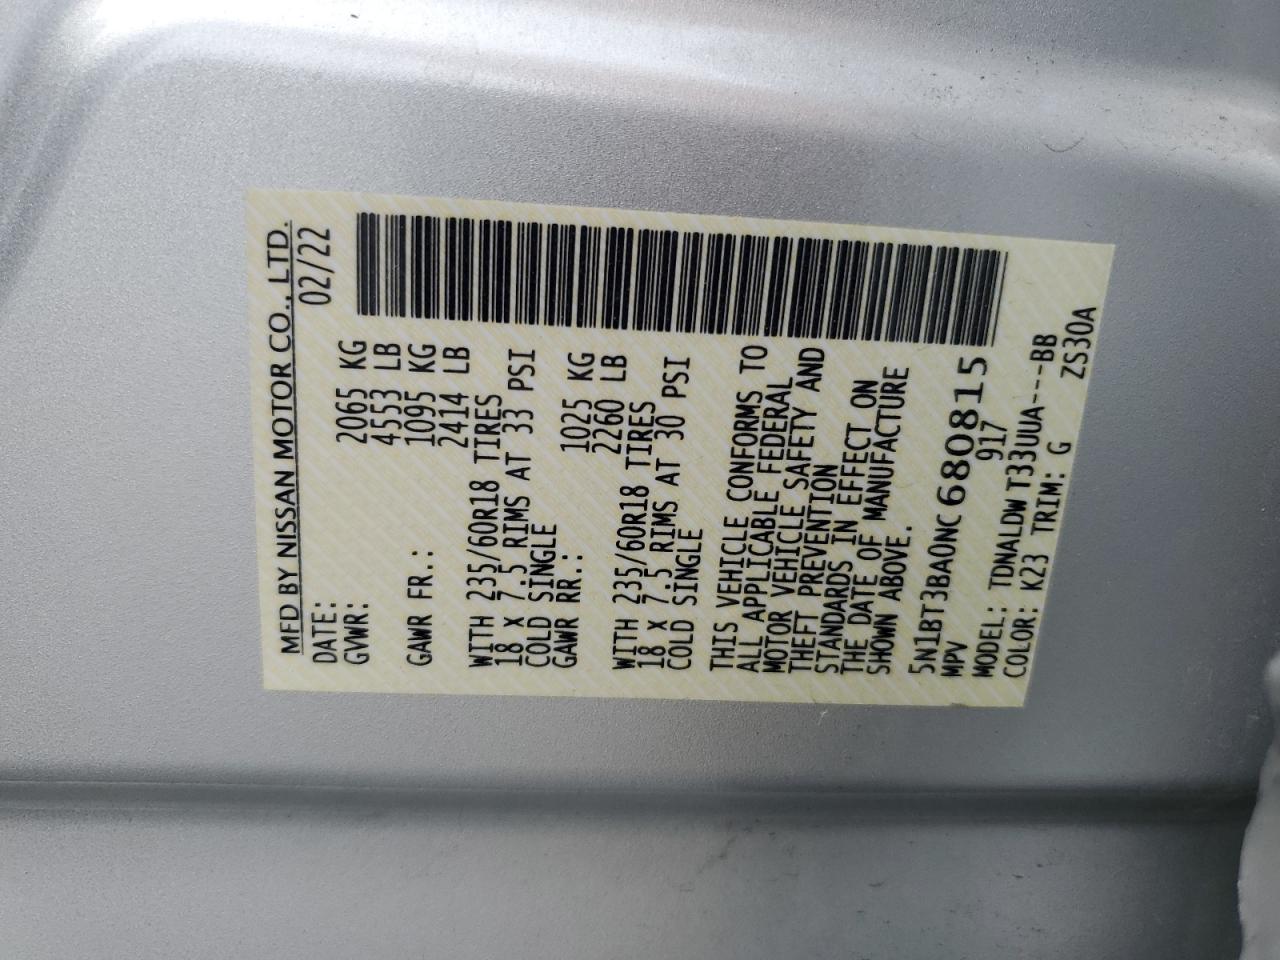 MFD BY NISSAN MOTOR CO., LTD.
DATE: 02/22
GVWR: 2065 KG
4553 LB
GAWR FR.: 1095 KG
2414 LB
WITH 235/60R18 TIRES
18 X 7.5 RIMS AT 33 PSI
COLD SINGLE
GAWR RR.: 1025 KG
2260 LB
WITH 235/60R18 TIRES
18 X 7.5 RIMS AT 30 PSI
COLD SINGLE
THIS VEHICLE CONFORMS TO
ALL APPLICABLE FEDERAL
MOTOR VEHICLE SAFETY AND
THEFT PREVENTION
STANDARDS IN EFFECT ON
THE DATE OF MANUFACTURE
SHOWN ABOVE.
5N1BT3BA0NC680815
MPV 917
MODEL: TDNALDW T33UUA---BB
COLOR: K23 TRIM: G ZS30A